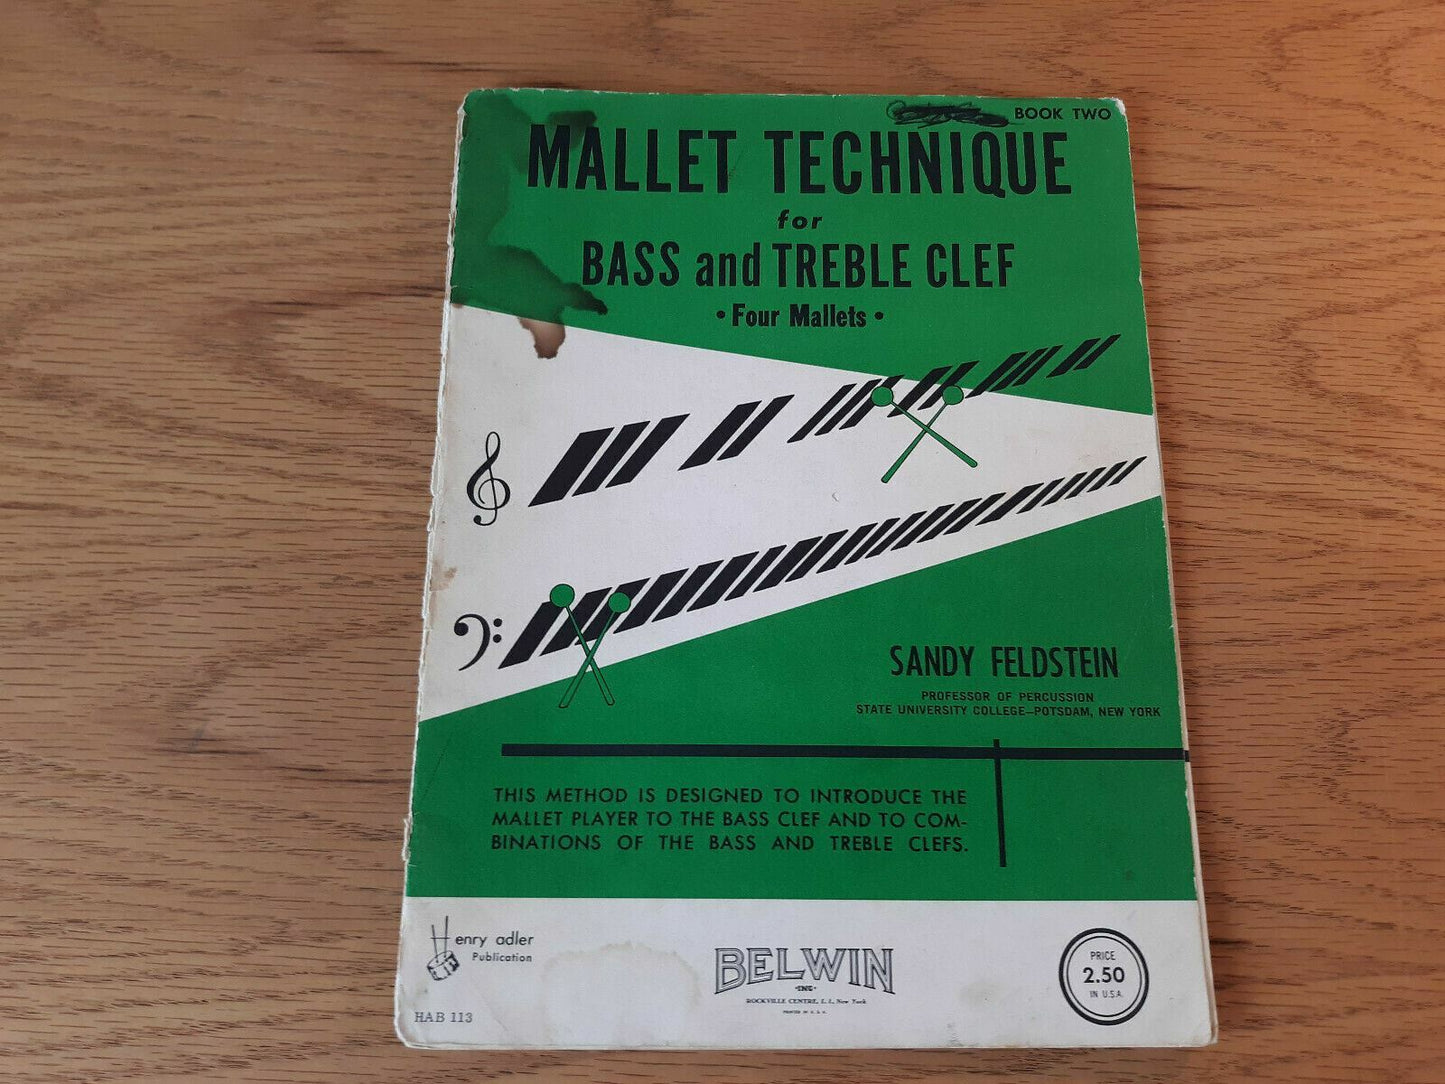 BOOK TWO
MALLET TECHNIQUE
for
BASS and TREBLE CLEF
• Four Mallets •
SANDY FELDSTEIN
PROFESSOR OF PERCUSSION
STATE UNIVERSITY COLLEGE—POTSDAM, NEW YORK
THIS METHOD IS DESIGNED TO INTRODUCE THE
MALLET PLAYER TO THE BASS CLEF AND TO COM-
BINATIONS OF THE BASS AND TREBLE CLEFS.
Henry adler
Publication
HAB 113
BELWIN
•INC•
ROCKVILLE CENTRE, L. I., New York
PRINTED IN U. S. A.
PRICE
2.50
IN U.S.A.